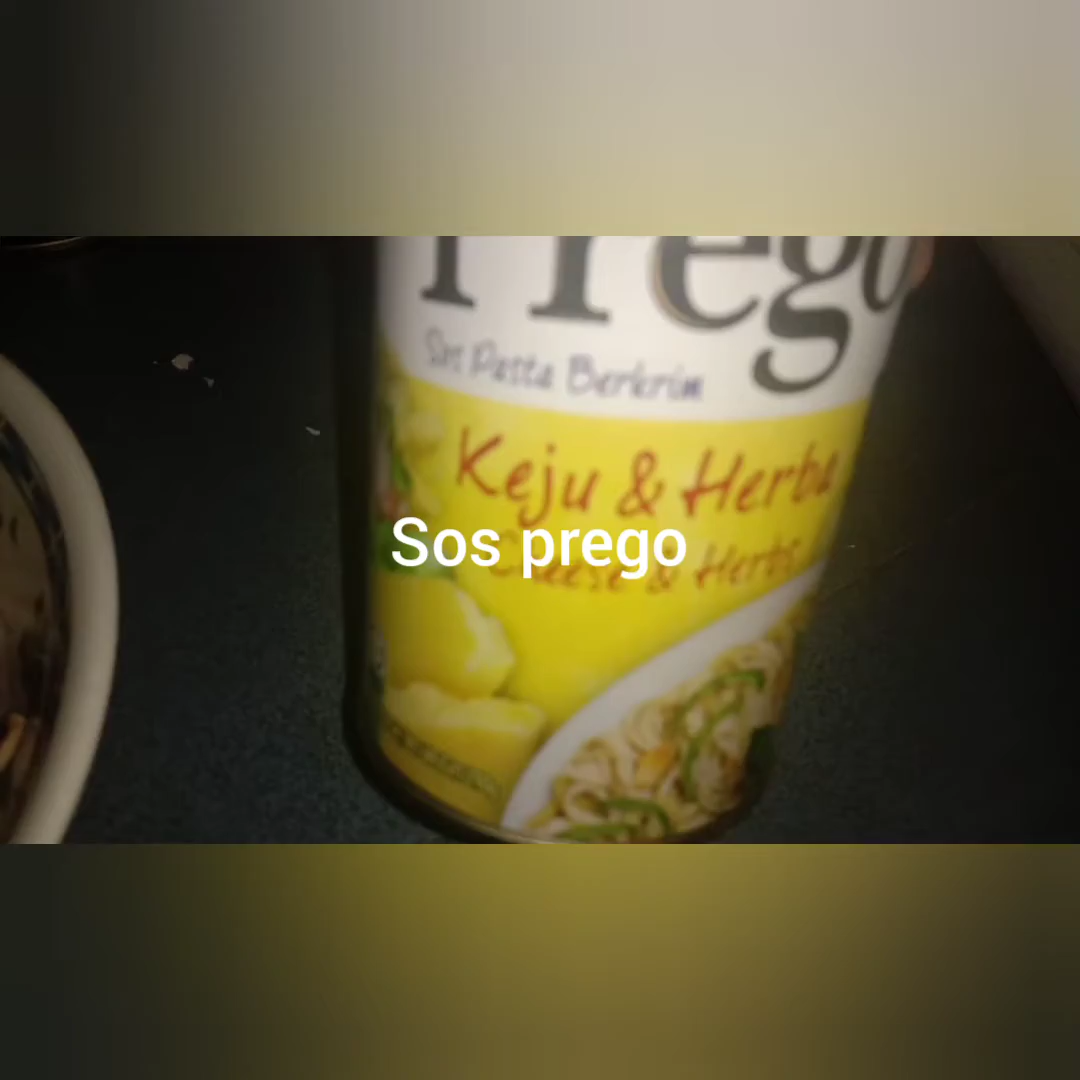 Prego
Sos Pasta Berkrim
Keju & Herba
Sos prego
Cheese & Herbs